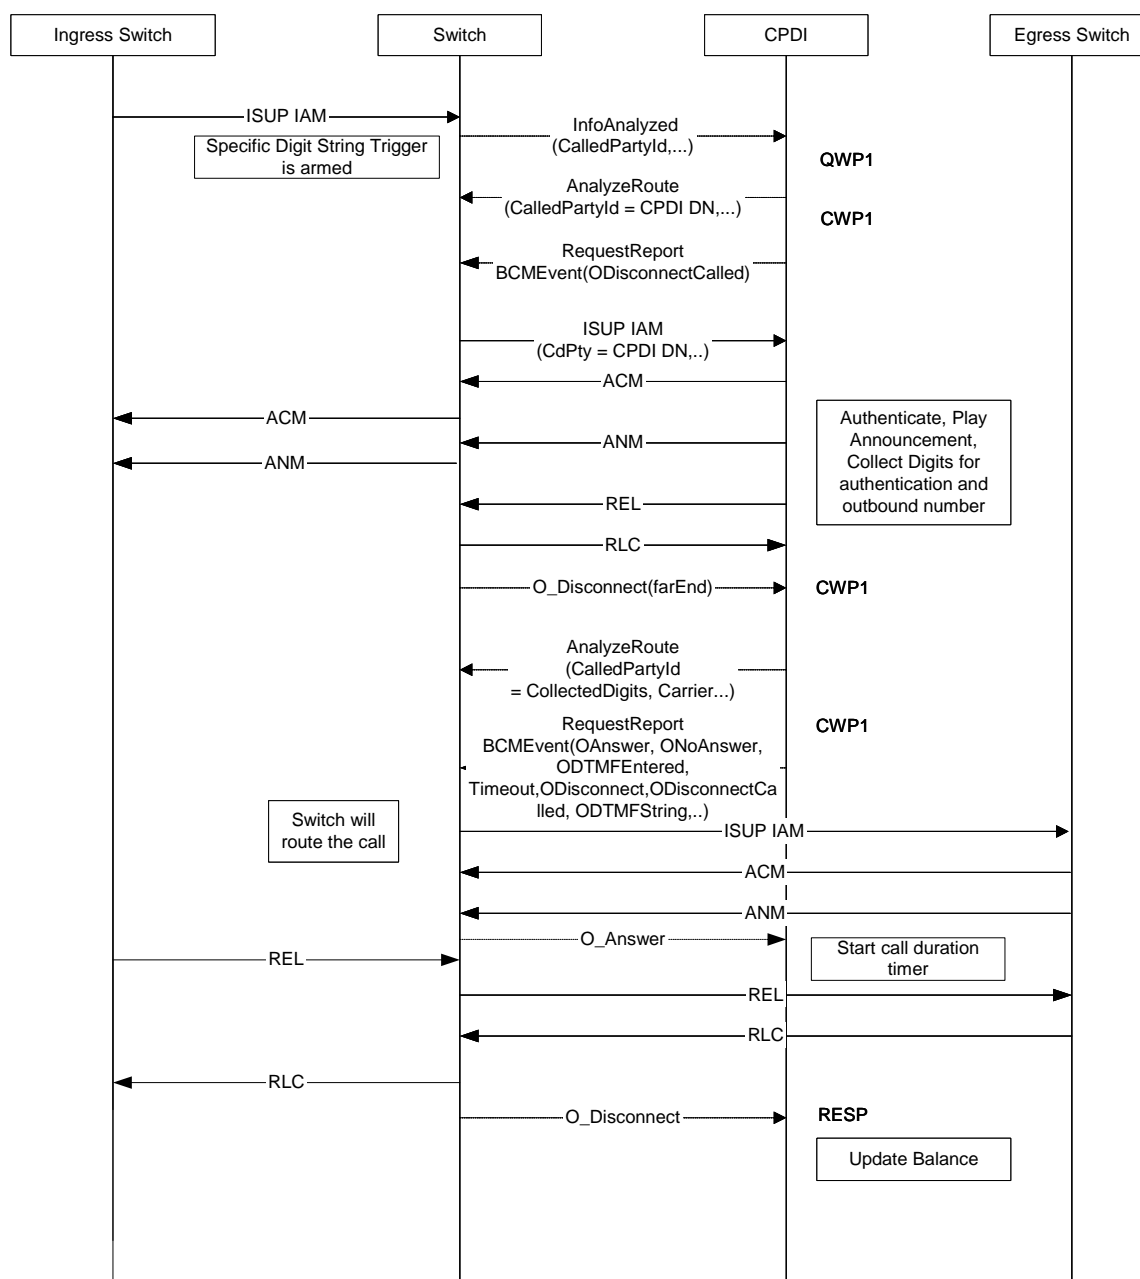 Ingress Switch
Switch
CPDI
Egress Switch
ISUP IAM
InfoAnalyzed
(CalledPartyId,...)
Specific Digit String Trigger
is armed
QWP1
AnalyzeRoute
(CalledPartyId = CPDI DN,...)
CWP1
RequestReport
BCMEvent(ODisconnectCalled)
ISUP IAM
(CdPty = CPDI DN,..)
ACM
ACM
Authenticate, Play
Announcement,
Collect Digits for
authentication and
outbound number
ANM
ANM
REL
RLC
O_Disconnect(farEnd)
CWP1
AnalyzeRoute
(CalledPartyId
= CollectedDigits, Carrier...)
RequestReport
BCMEvent(OAnswer, ONoAnswer,
ODTMFEntered,
Timeout,ODisconnect,ODisconnectCa
lled, ODTMFString,..)
CWP1
Switch will
route the call
ISUP IAM
ACM
ANM
O_Answer
Start call duration
timer
REL
REL
RLC
RLC
O_Disconnect
RESP
Update Balance